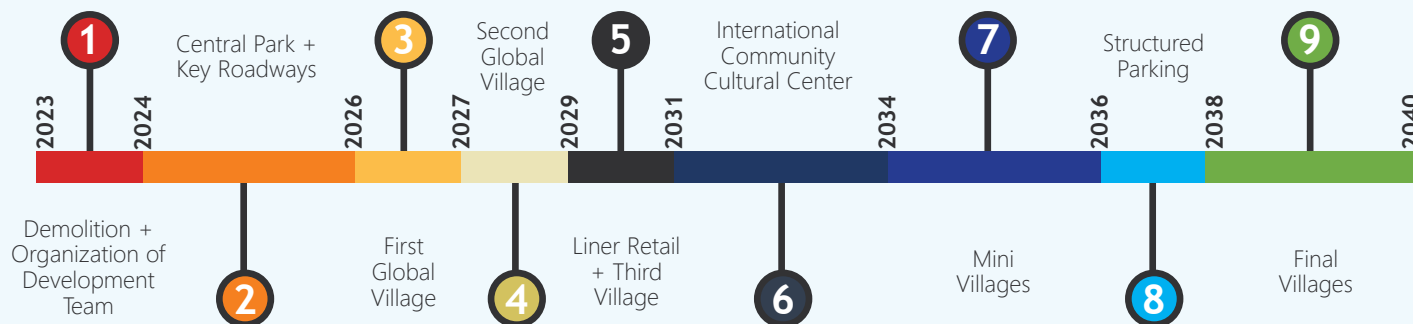 1
Central Park +
Key Roadways
3
Second
Global
Village
5
International
Community
Cultural Center
7
Structured
Parking
9
2023
2024
2026
2027
2029
2031
2034
2036
2038
2040
Demolition +
Organization of
Development
Team
2
First
Global
Village
4
Liner Retail
+ Third
Village
6
Mini
Villages
8
Final
Villages